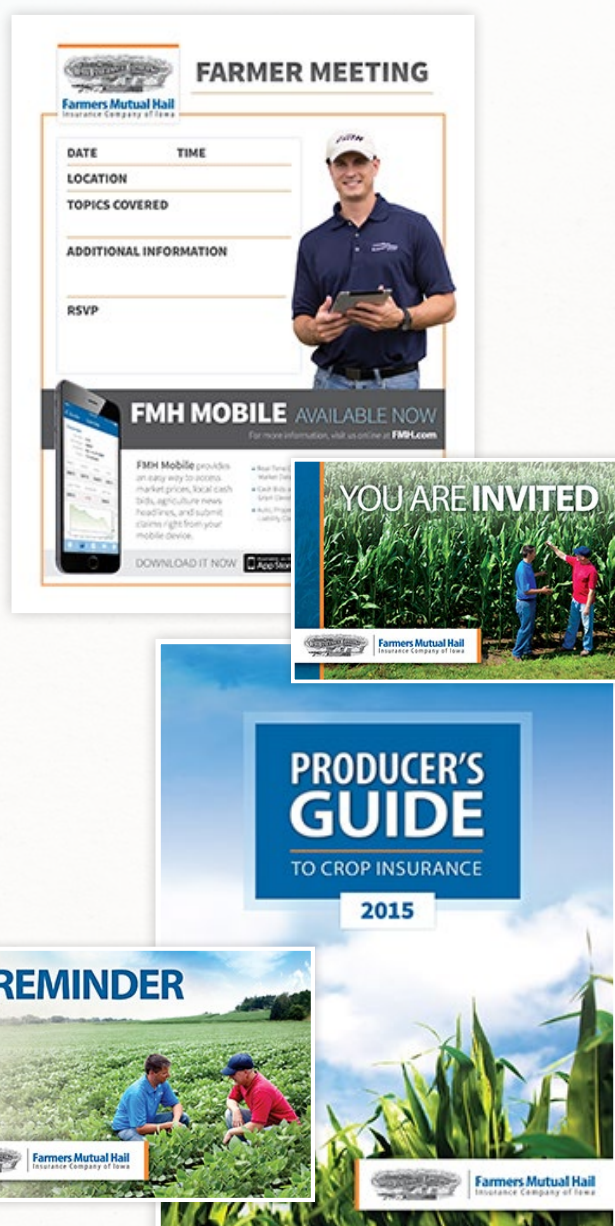 FARMER MEETING
Farmers Mutual Hail
Insurance Company of Iowa
DATE TIME
LOCATION
TOPICS COVERED
ADDITIONAL INFORMATION
RSVP
FMH MOBILE AVAILABLE NOW
For more information, visit us online at FMH.com
FMH Mobile provides
an easy way to access
market prices, local cash
bids, agriculture news
headlines, and submit
claims right from your
mobile device.
DOWNLOAD IT NOW
App Store
YOU ARE INVITED
Farmers Mutual Hail
Insurance Company of Iowa
PRODUCER'S
GUIDE
TO CROP INSURANCE
2015
REMINDER
Farmers Mutual Hail
Insurance Company of Iowa
Farmers Mutual Hail
Insurance Company of Iowa